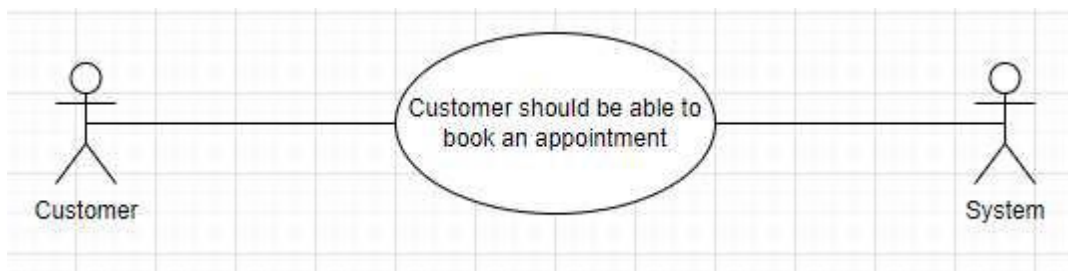 Customer should be able to
book an appointment
Customer
System